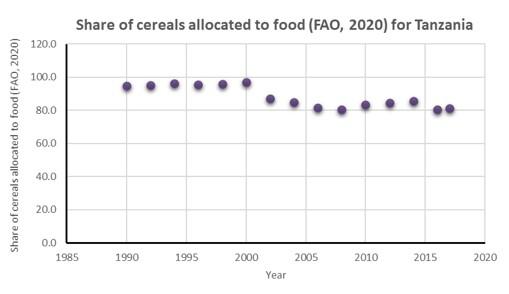 Share of cereals allocated to food (FAO, 2020) for Tanzania
Share of cereals allocated to food (FAO, 2020)
120.0
100.0
80.0
60.0
40.0
20.0
0.0
1985 1990 1995 2000 2005 2010 2015 2020
Year